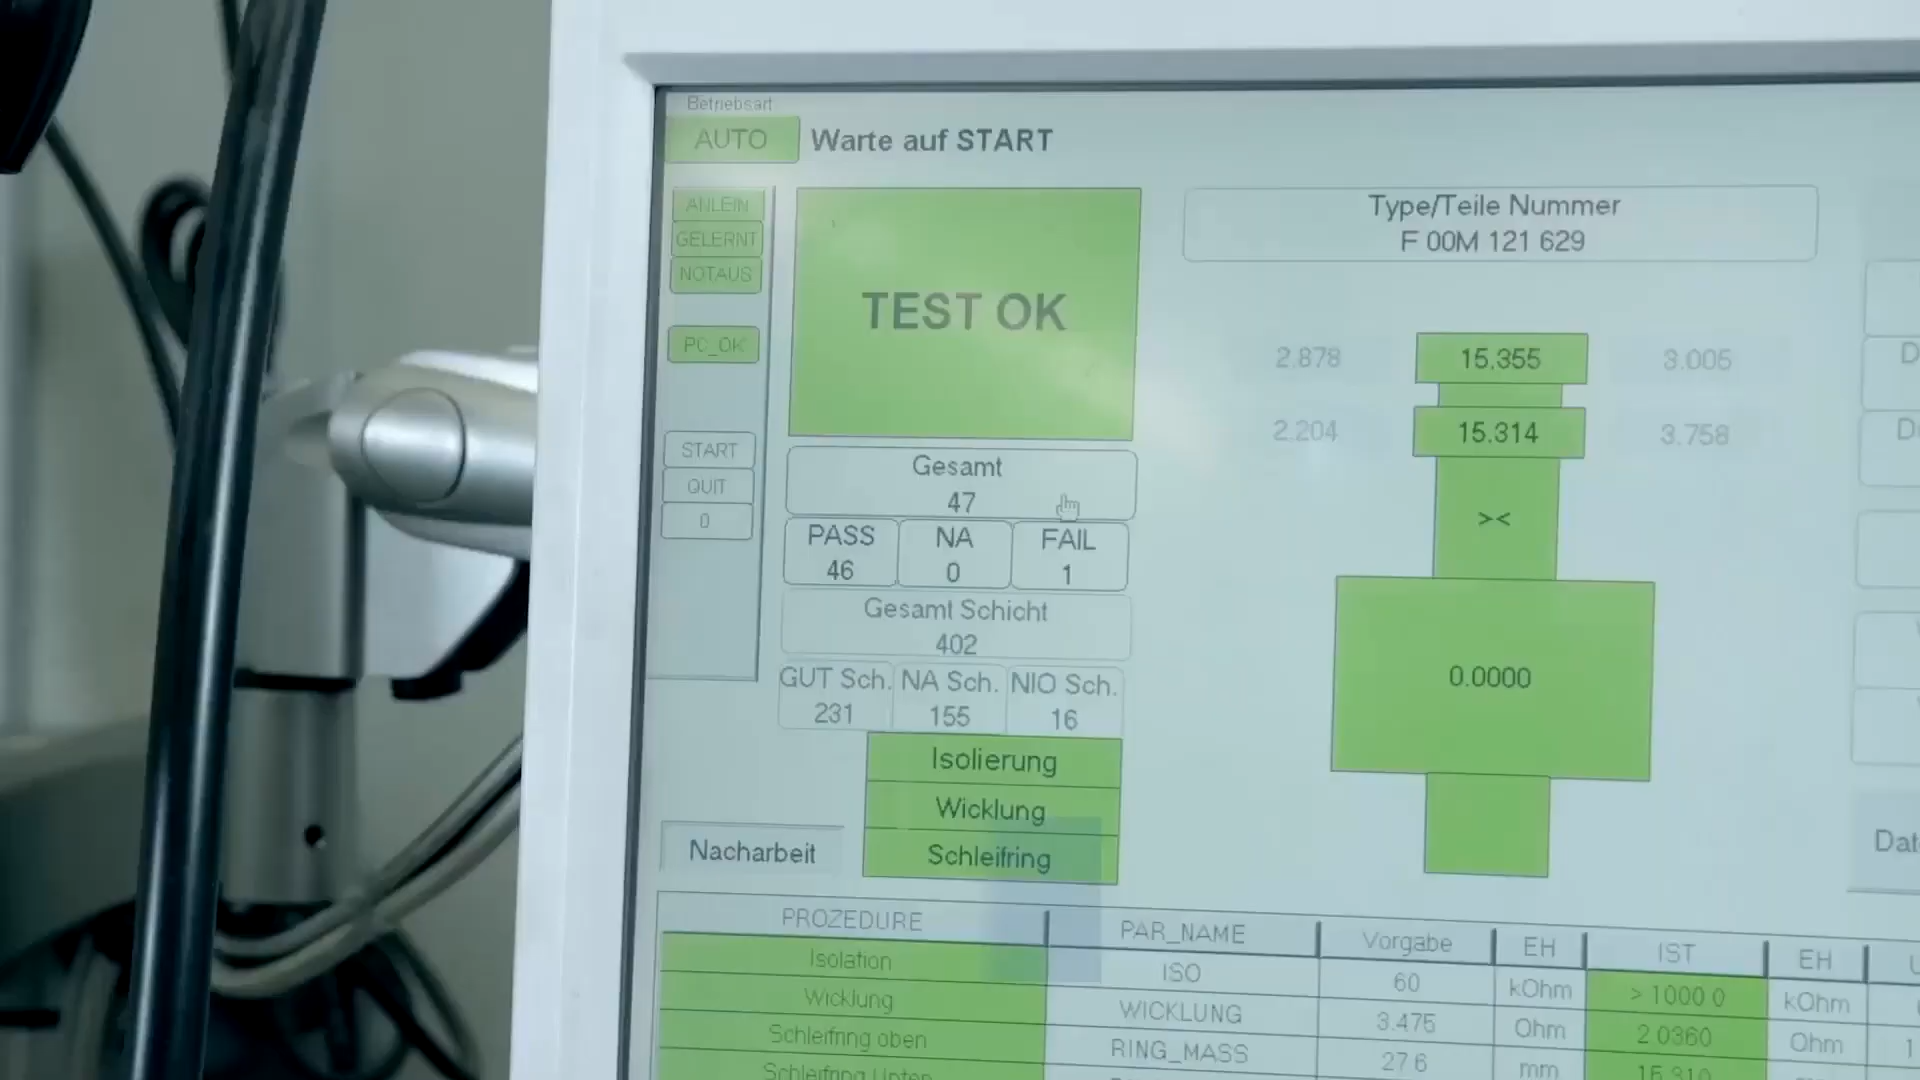 Betriebsart
AUTO
Warte auf START
ANLEIN
GELERNT
NOTAUS
PC_OK
START
QUIT
0
TEST OK
Gesamt
47
PASS NA FAIL
46 0 1
Gesamt Schicht
402
GUT Sch. NA Sch. NIO Sch.
231 155 16
Isolierung
Wicklung
Schleifring
Nacharbeit
Type/Teile Nummer
F 00M 121 629
2.878 15.355 3.005
2.204 15.314 3.758
><
0.0000
PROZEDURE PAR_NAME Vorgabe EH IST EH
Isolation ISO 60 kOhm > 1000 0 kOhm
Wicklung WICKLUNG 3.475 Ohm 2 0360 Ohm
Schleifring oben RING_MASS 27 6 mm 15 310
Schleifring Unten